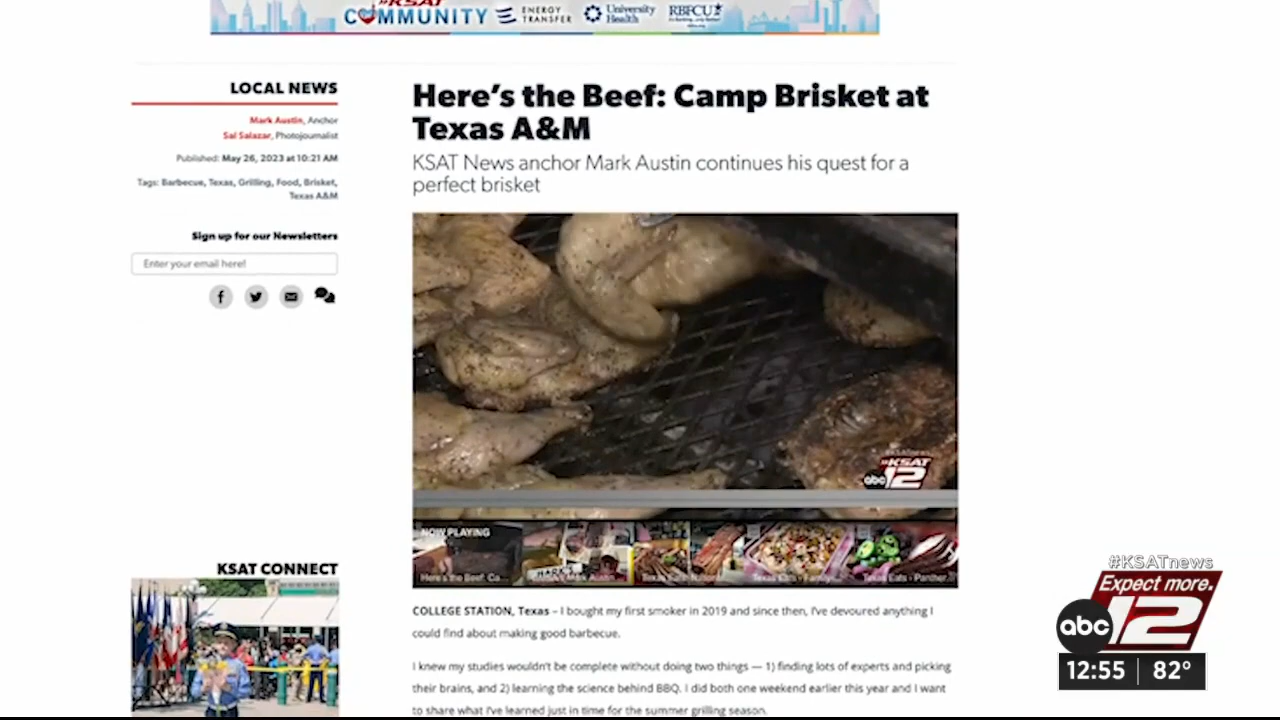 KSAT
COMMUNITY
ENERGY
TRANSFER
University
Health
RBFCU
LOCAL NEWS
Mark Austin, Anchor
Sal Salazar, Photojournalist
Published: May 26, 2023 at 10:21 AM
Tags: Barbecue, Texas, Grilling, Food, Brisket,
Texas A&M
Sign up for our Newsletters
Enter your email here!
Here's the Beef: Camp Brisket at
Texas A&M
KSAT News anchor Mark Austin continues his quest for a
perfect brisket
KSAT
abc 12
NOW PLAYING
Here's the Beef: Ca...
COLLEGE STATION, Texas – I bought my first smoker in 2019 and since then, I've devoured anything I
could find about making good barbecue.
I knew my studies wouldn't be complete without doing two things — 1) finding lots of experts and picking
their brains, and 2) learning the science behind BBQ. I did both one weekend earlier this year and I want
to share what I've learned just in time for the summer grilling season.
KSAT CONNECT
#KSATnews
Expect more.
abc 12
12:55 82°